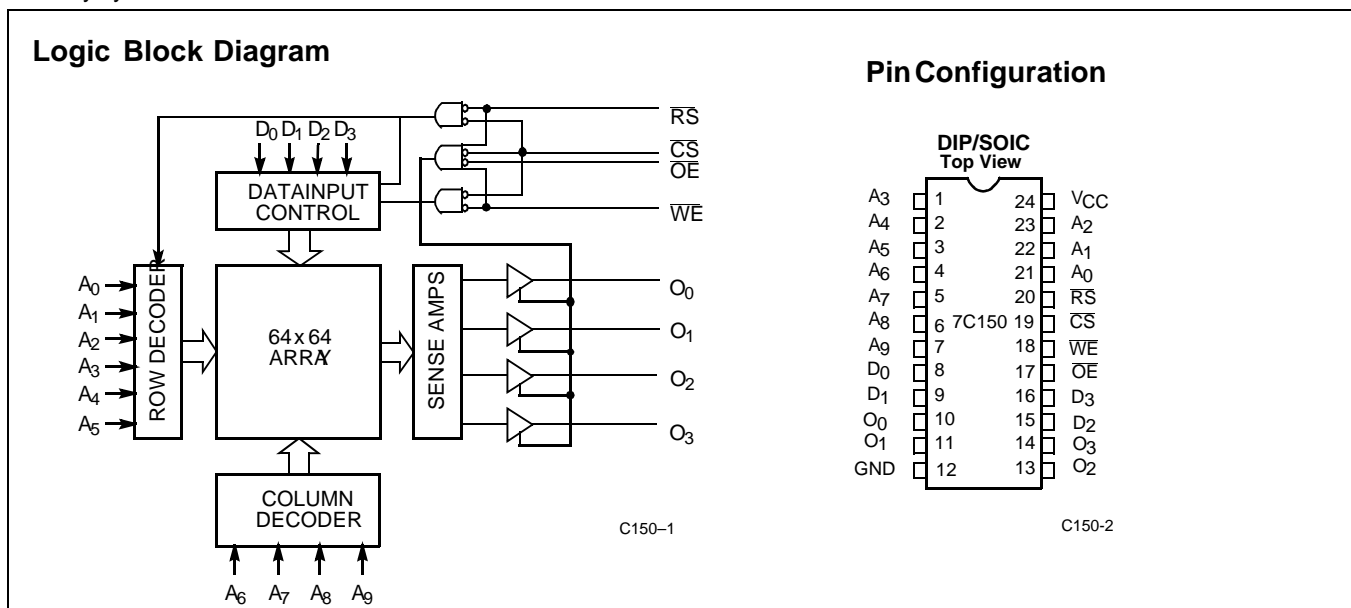 Logic Block Diagram
D0 D1 D2 D3
DATAINPUT
CONTROL
RS
CS
OE
WE
A0
A1
A2
A3
A4
A5
ROW DECODER
64x64
ARRAY
SENSE AMPS
O0
O1
O2
O3
COLUMN
DECODER
A6 A7 A8 A9
C150–1
Pin Configuration
DIP/SOIC
Top View
A3 1 24 VCC
A4 2 23 A2
A5 3 22 A1
A6 4 21 A0
A7 5 20 RS
A8 6 7C150 19 CS
A9 7 18 WE
D0 8 17 OE
D1 9 16 D3
O0 10 15 D2
O1 11 14 O3
GND 12 13 O2
C150-2